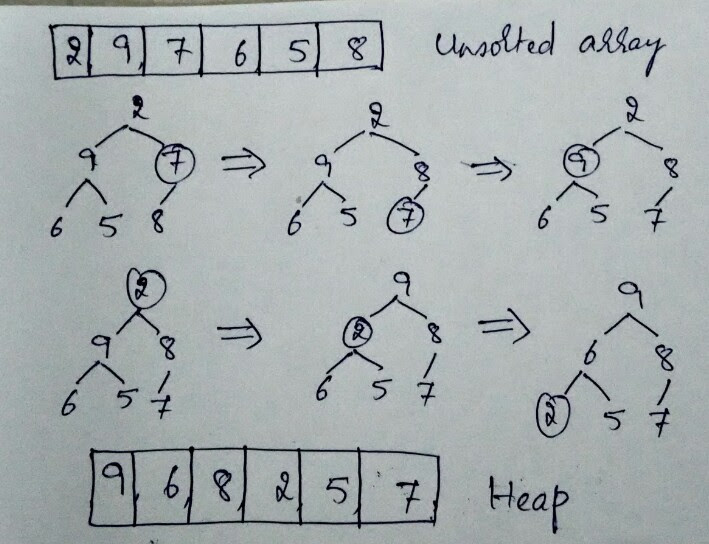 2 9 7 6 5 8 Unsorted array
2 2 2
9 7 ⇒ 9 8 ⇒ 9 8
6 5 8 6 5 7 6 5 7
2 9 9
9 8 ⇒ 2 8 ⇒ 6 8
6 5 7 6 5 7 2 5 7
9 6 8 2 5 7 Heap